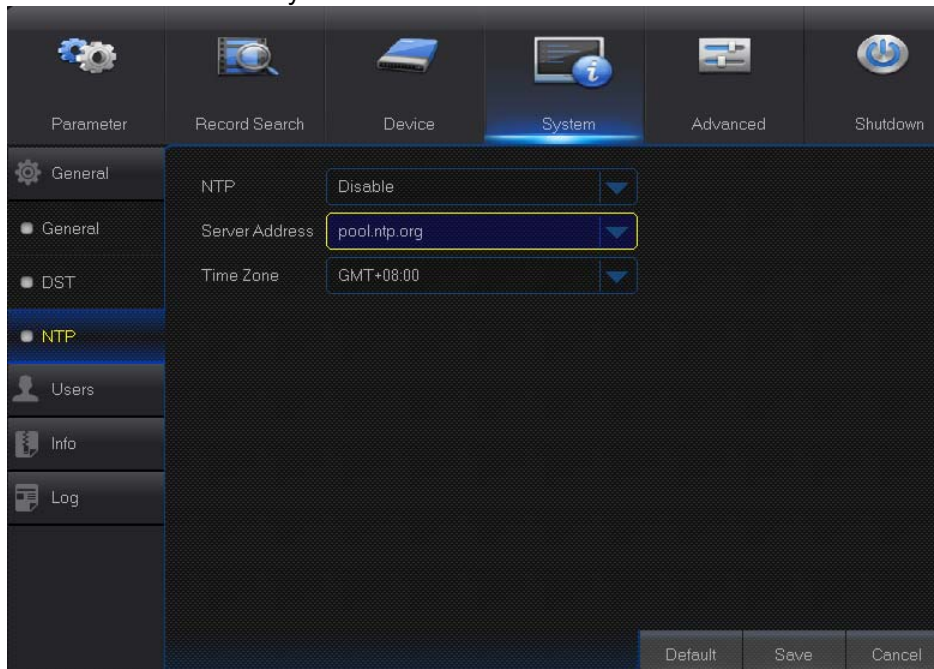 Parameter Record Search Device System Advanced Shutdown
General
NTP Disable
General
Server Address pool.ntp.org
DST
Time Zone GMT+08:00
NTP
Users
Info
Log
Default Save Cancel